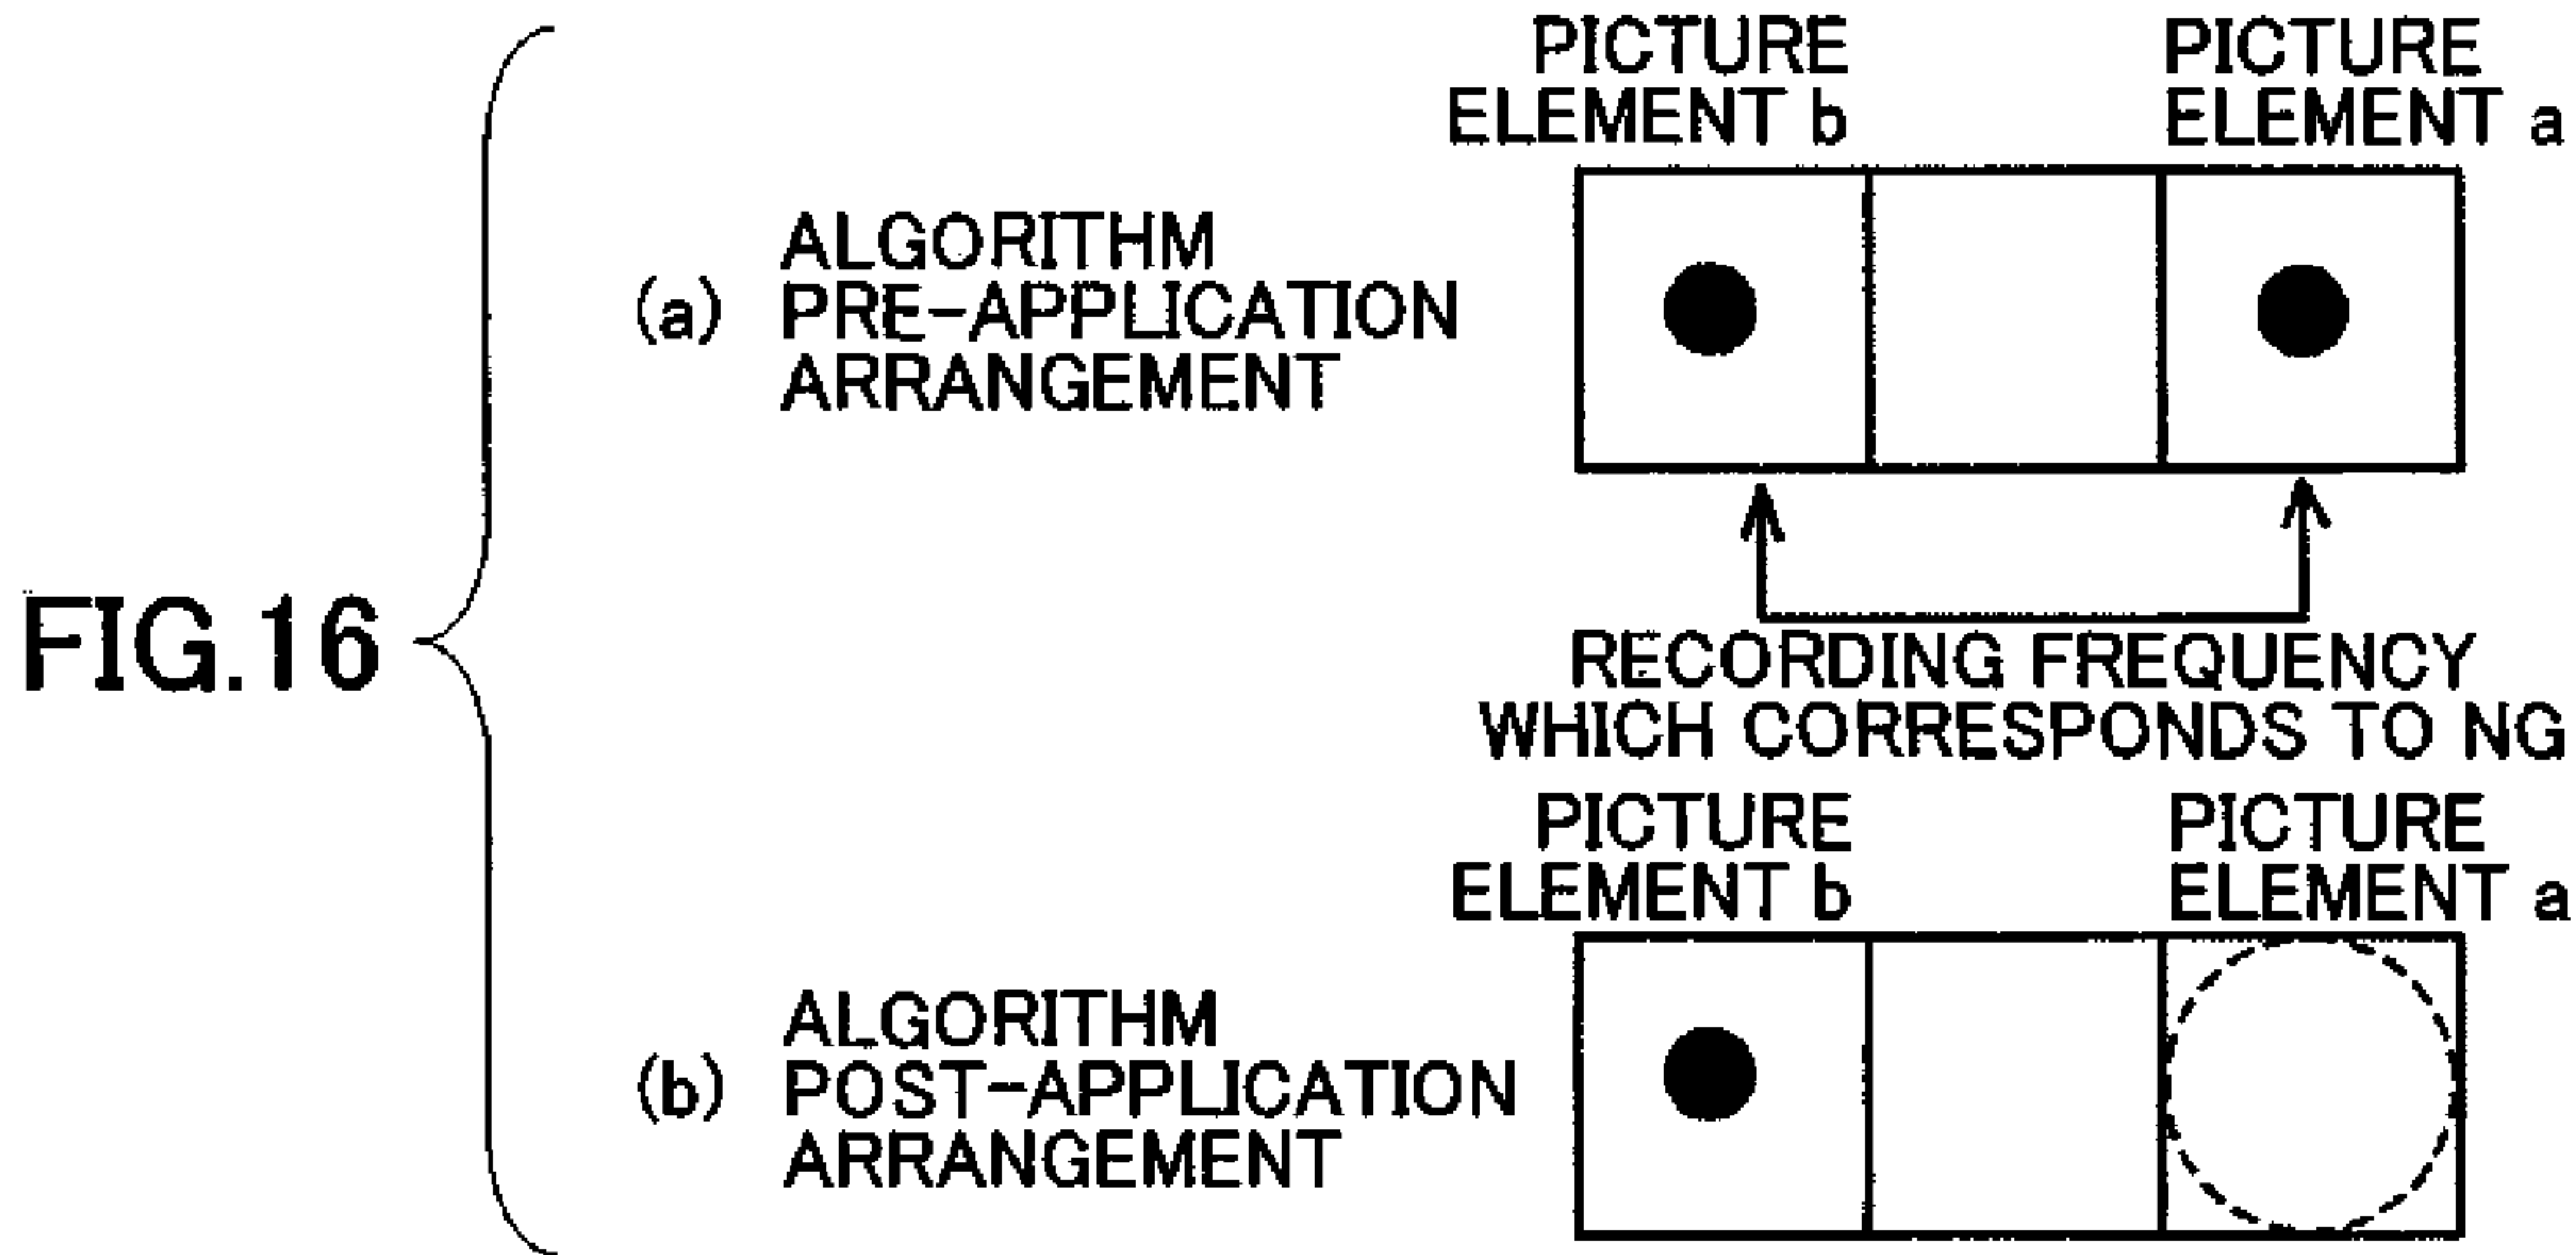 FIG.16
(a) ALGORITHM
PRE-APPLICATION
ARRANGEMENT
PICTURE
ELEMENT b
PICTURE
ELEMENT a
RECORDING FREQUENCY
WHICH CORRESPONDS TO NG
(b) ALGORITHM
POST-APPLICATION
ARRANGEMENT
PICTURE
ELEMENT b
PICTURE
ELEMENT a